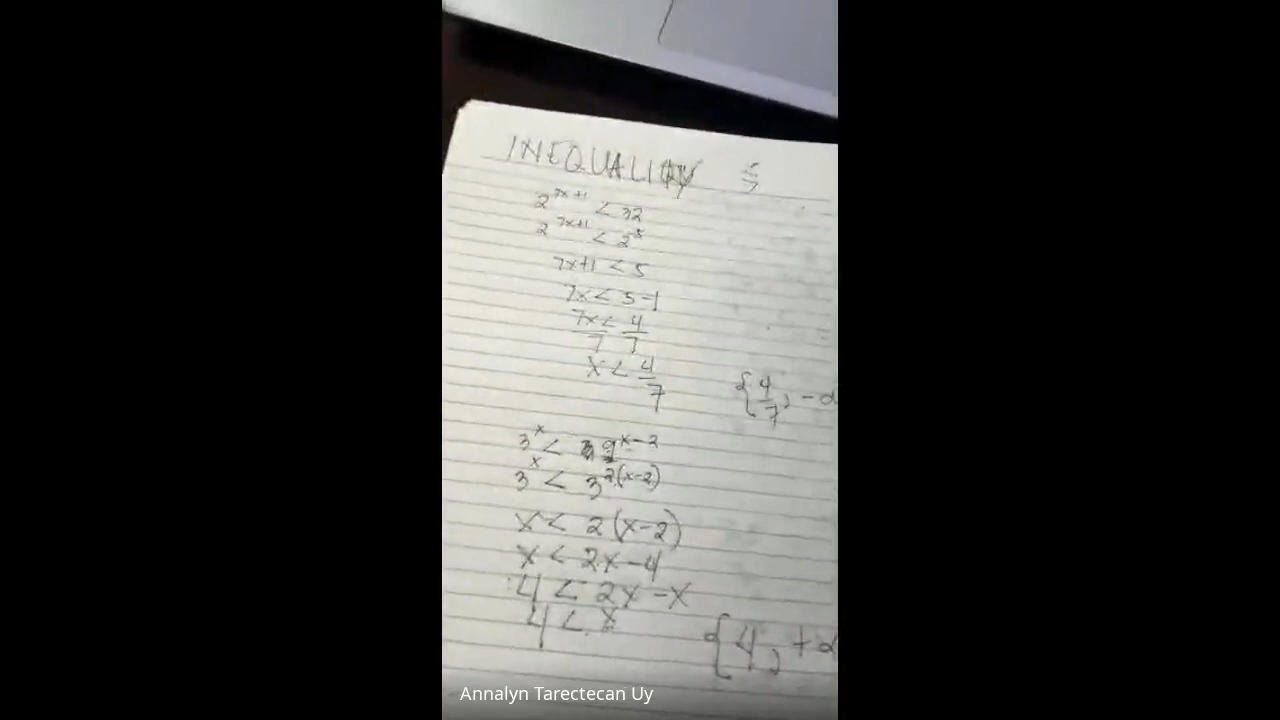 INEQUALITY ≤ >
2^7x+1 < 32
2^7x+1 < 2^5
7x+1 < 5
7x < 5-1
7x < 4
7 7
x < 4
7
{4/7, -∝
3^x < 9^x-2
3^x < 3^2(x-2)
x < 2(x-2)
x < 2x-4
4 < 2x-x
4 < x
{4, +∝
Annalyn Tarectecan Uy